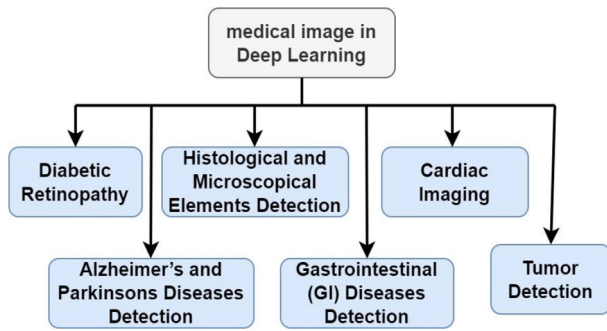 medical image in
Deep Learning
Diabetic
Retinopathy
Histological and
Microscopical
Elements Detection
Cardiac
Imaging
Alzheimer's and
Parkinsons Diseases
Detection
Gastrointestinal
(GI) Diseases
Detection
Tumor
Detection